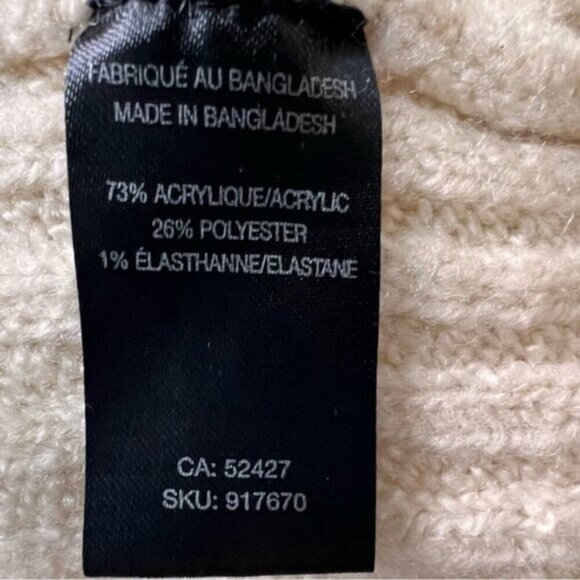 FABRIQUÉ AU BANGLADESH
MADE IN BANGLADESH
73% ACRYLIQUE/ACRYLIC
26% POLYESTER
1% ÉLASTHANNE/ELASTANE
CA: 52427
SKU: 917670